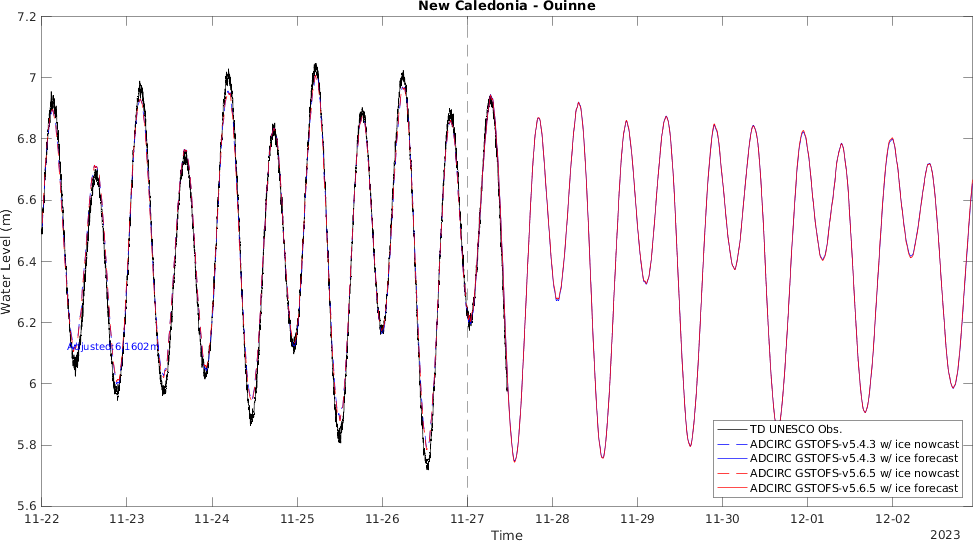 New Caledonia - Ouinne
7.2
7
6.8
6.6
6.4
6.2
6
5.8
5.6
Water Level (m)
Adjusted:6.1602m
TD UNESCO Obs.
ADCIRC GSTOFS-v5.4.3 w/ ice nowcast
ADCIRC GSTOFS-v5.4.3 w/ ice forecast
ADCIRC GSTOFS-v5.6.5 w/ ice nowcast
ADCIRC GSTOFS-v5.6.5 w/ ice forecast
11-22 11-23 11-24 11-25 11-26 11-27 11-28 11-29 11-30 12-01 12-02
Time
2023